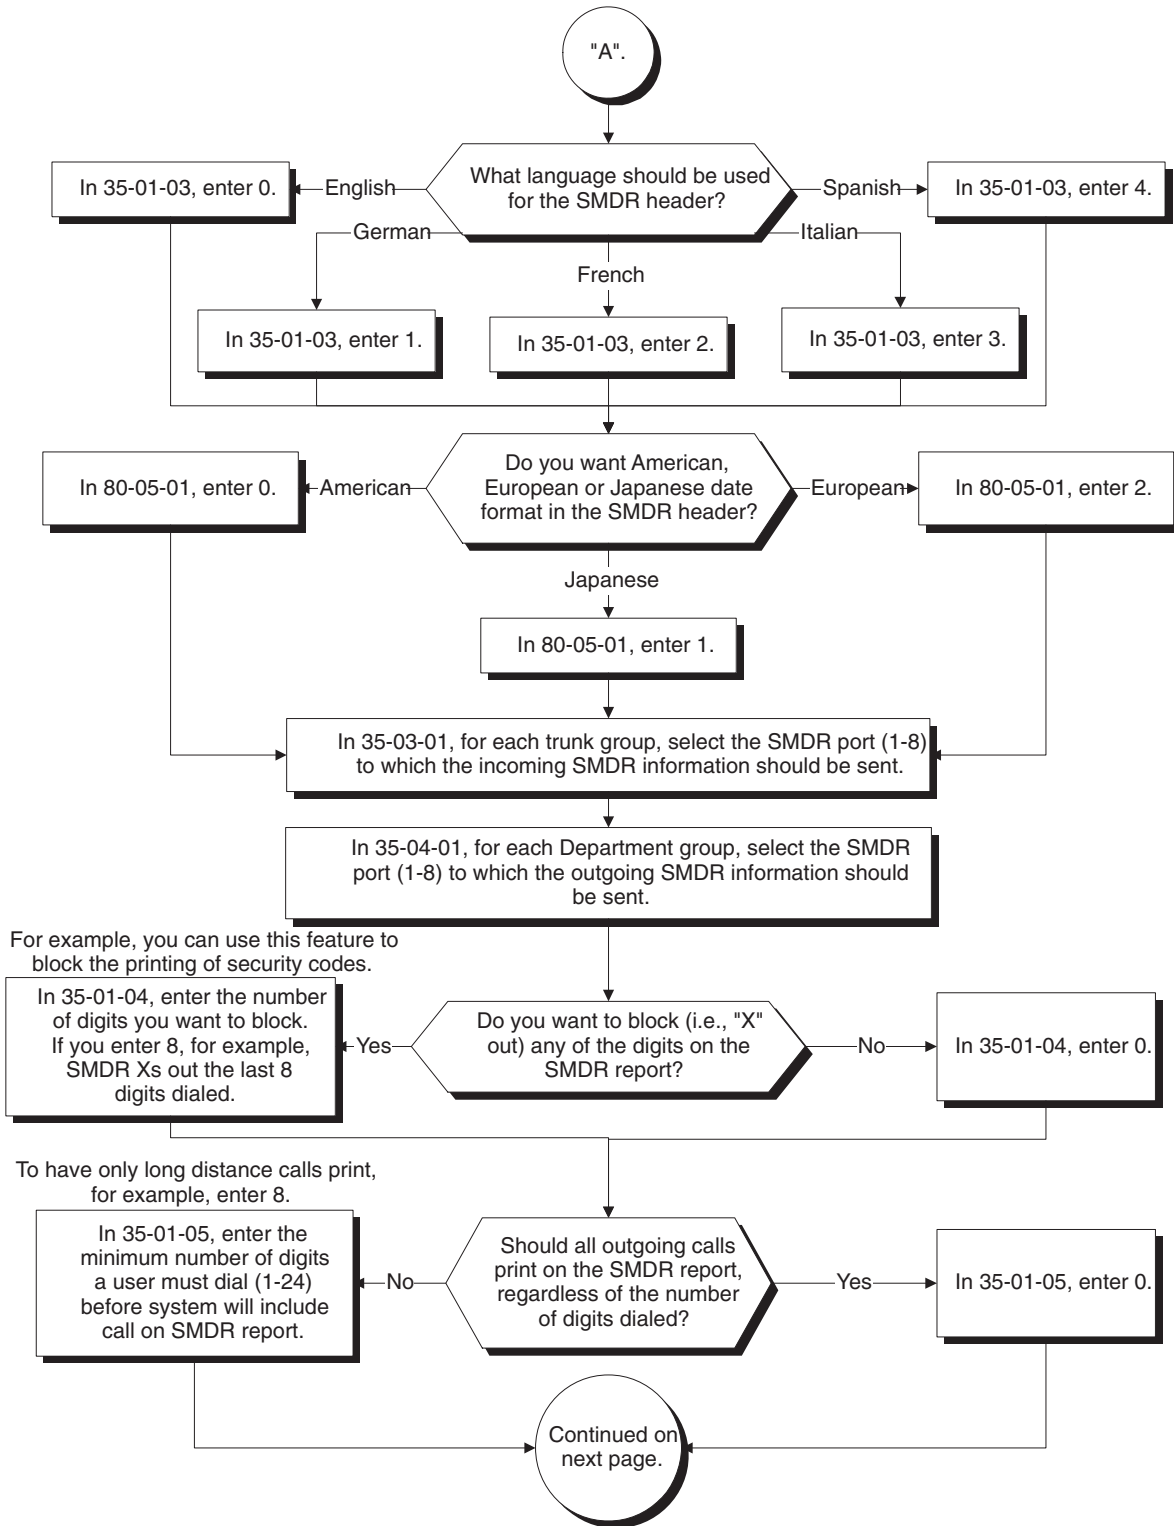 "A".
What language should be used
for the SMDR header?
English
In 35-01-03, enter 0.
Spanish
In 35-01-03, enter 4.
German
Italian
French
In 35-01-03, enter 1.
In 35-01-03, enter 2.
In 35-01-03, enter 3.
Do you want American,
European or Japanese date
format in the SMDR header?
American
In 80-05-01, enter 0.
European
In 80-05-01, enter 2.
Japanese
In 80-05-01, enter 1.
In 35-03-01, for each trunk group, select the SMDR port (1-8)
to which the incoming SMDR information should be sent.
In 35-04-01, for each Department group, select the SMDR
port (1-8) to which the outgoing SMDR information should
be sent.
For example, you can use this feature to
block the printing of security codes.
In 35-01-04, enter the number
of digits you want to block.
If you enter 8, for example,
SMDR Xs out the last 8
digits dialed.
Yes
Do you want to block (i.e., "X"
out) any of the digits on the
SMDR report?
No
In 35-01-04, enter 0.
To have only long distance calls print,
for example, enter 8.
In 35-01-05, enter the
minimum number of digits
a user must dial (1-24)
before system will include
call on SMDR report.
No
Should all outgoing calls
print on the SMDR report,
regardless of the number
of digits dialed?
Yes
In 35-01-05, enter 0.
Continued on
next page.